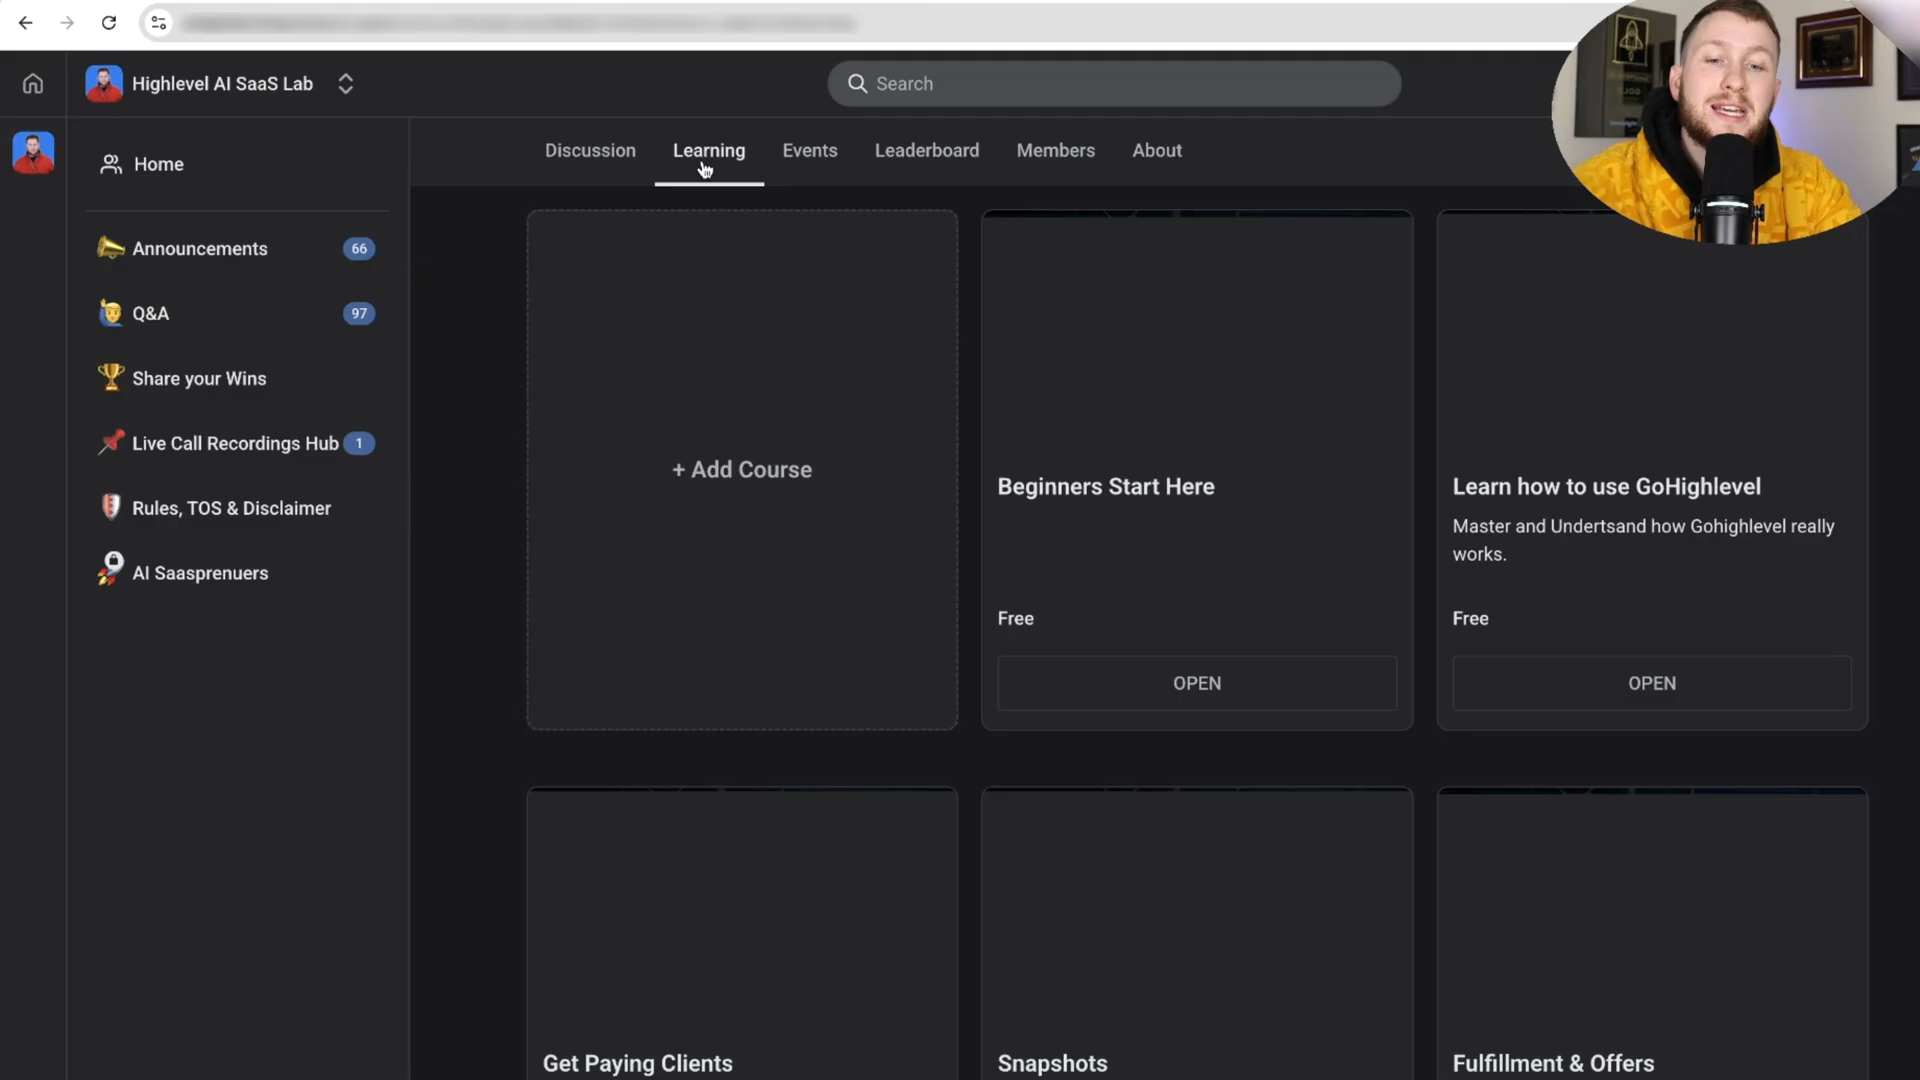 Highlevel AI SaaS Lab
Search
Home
Discussion
Learning
Events
Leaderboard
Members
About
Announcements
66
Q&A
97
Share your Wins
Live Call Recordings Hub
1
Rules, TOS & Disclaimer
AI Saasprenuers
+ Add Course
Beginners Start Here
Free
OPEN
Learn how to use GoHighlevel
Master and Undertsand how Gohighlevel really
works.
Free
OPEN
Get Paying Clients
Snapshots
Fulfillment & Offers